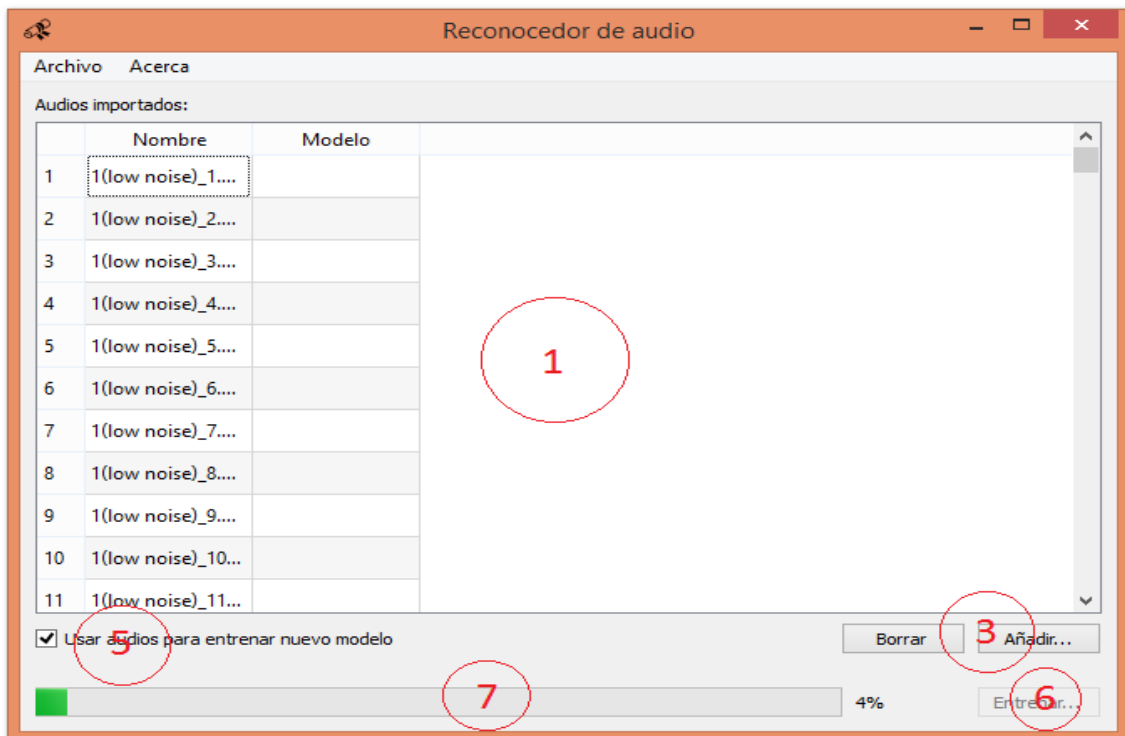 Reconocedor de audio
Archivo Acerca
Audios importados:
Nombre Modelo
1 1(low noise)_1....
2 1(low noise)_2....
3 1(low noise)_3....
4 1(low noise)_4....
5 1(low noise)_5....
1
6 1(low noise)_6....
7 1(low noise)_7....
8 1(low noise)_8....
9 1(low noise)_9....
10 1(low noise)_10...
11 1(low noise)_11...
Usar audios para entrenar nuevo modelo Borrar Añadir...
5 3
7 4% Entrenar...
6